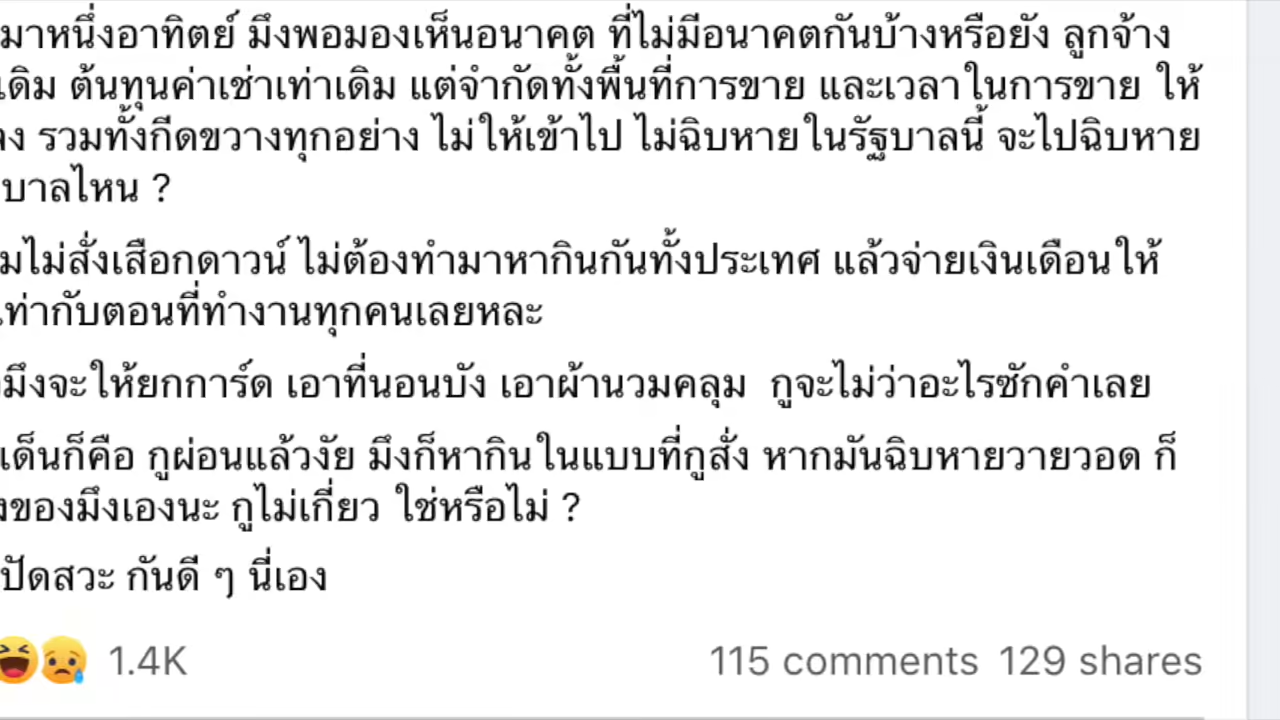 มาหนึ่งอาทิตย์ มึงพอมองเห็นอนาคต ที่ไม่มีอนาคตกันบ้างหรือยัง ลูกจ้าง
เดิม ต้นทุนค่าเช่าเท่าเดิม แต่จำกัดทั้งพื้นที่การขาย และเวลาในการขาย ให้
ลง รวมทั้งกีดขวางทุกอย่าง ไม่ให้เข้าไป ไม่ฉิบหายในรัฐบาลนี้ จะไปฉิบหาย
บาลไหน ?
มไม่สั่งเสือกดาวน์ ไม่ต้องทำมาหากินกันทั้งประเทศ แล้วจ่ายเงินเดือนให้
เท่ากับตอนที่ทำงานทุกคนเลยหละ
มึงจะให้ยกการ์ด เอาที่นอนบัง เอาผ้านวมคลุม กูจะไม่ว่าอะไรซักคำเลย
เด็นก็คือ กูผ่อนแล้วงัย มึงก็หากินในแบบที่กูสั่ง หากมันฉิบหายวายวอด ก็
ของมึงเองนะ กูไม่เกี่ยว ใช่หรือไม่ ?
ปัดสวะ กันดี ๆ นี่เอง
1.4K 115 comments 129 shares